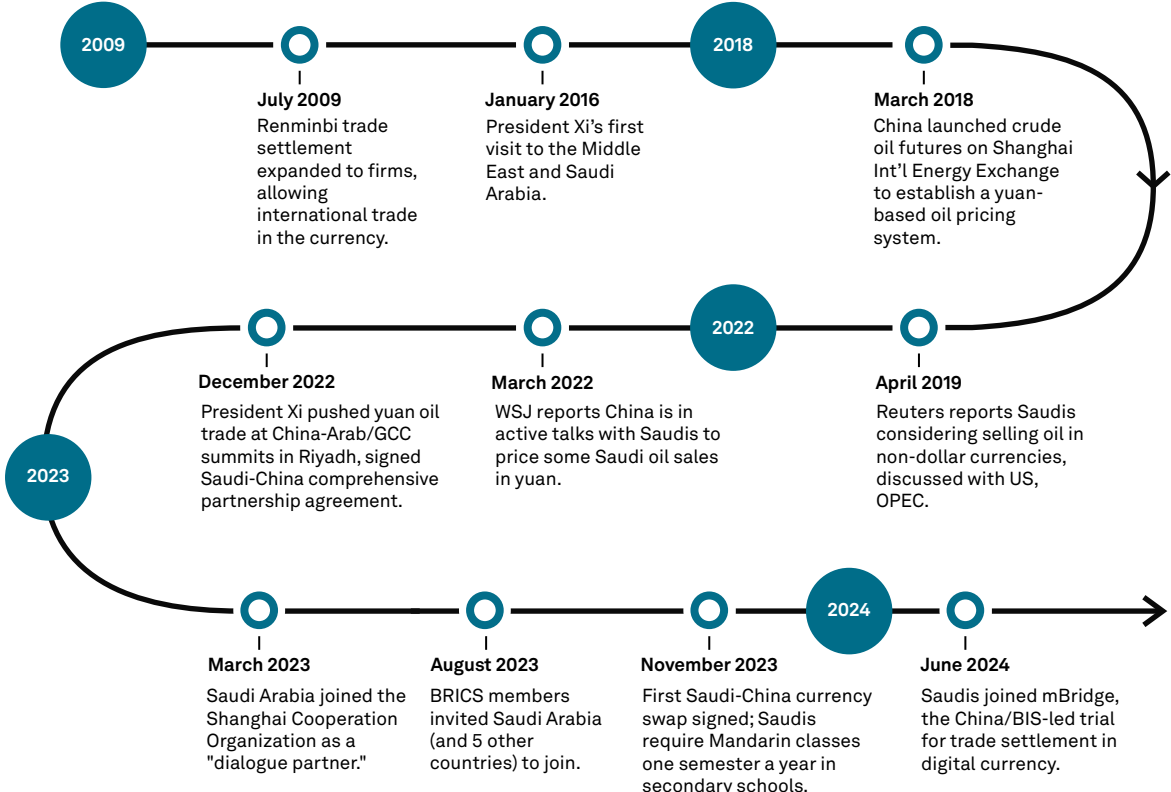 2009
July 2009
Renminbi trade
settlement
expanded to firms,
allowing
international trade
in the currency.
January 2016
President Xi's first
visit to the Middle
East and Saudi
Arabia.
2018
March 2018
China launched crude
oil futures on Shanghai
Int'l Energy Exchange
to establish a yuan-
based oil pricing
system.
April 2019
Reuters reports Saudis
considering selling oil in
non-dollar currencies,
discussed with US,
OPEC.
2022
March 2022
WSJ reports China is in
active talks with Saudis to
price some Saudi oil sales
in yuan.
December 2022
President Xi pushed yuan oil
trade at China-Arab/GCC
summits in Riyadh, signed
Saudi-China comprehensive
partnership agreement.
2023
March 2023
Saudi Arabia joined the
Shanghai Cooperation
Organization as a
"dialogue partner."
August 2023
BRICS members
invited Saudi Arabia
(and 5 other
countries) to join.
November 2023
First Saudi-China currency
swap signed; Saudis
require Mandarin classes
one semester a year in
secondary schools.
2024
June 2024
Saudis joined mBridge,
the China/BIS-led trial
for trade settlement in
digital currency.